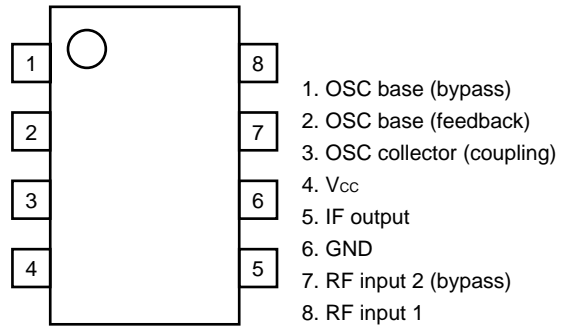 1 8
2 7
3 6
4 5
1. OSC base (bypass)
2. OSC base (feedback)
3. OSC collector (coupling)
4. Vcc
5. IF output
6. GND
7. RF input 2 (bypass)
8. RF input 1